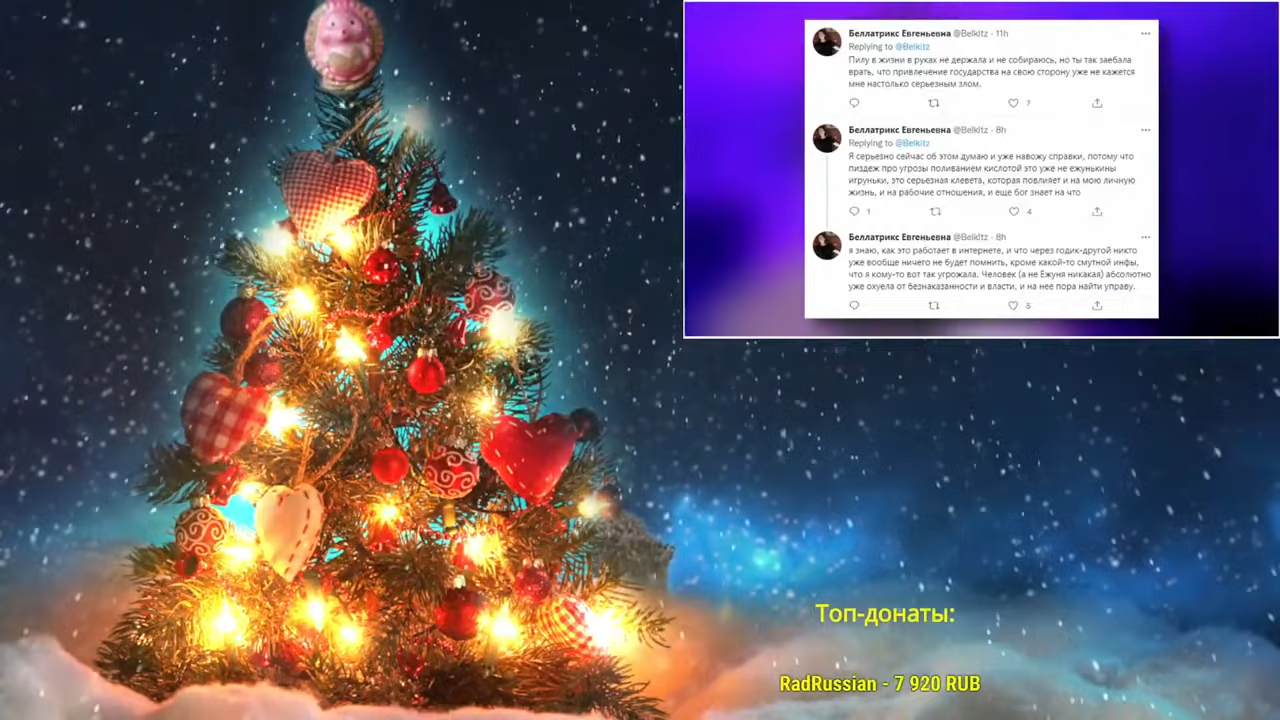 Беллатрикс Евгеньевна @Belkitz · 11h
Replying to @Belkitz
Пилу в жизни в руках не держала и не собираюсь, но ты так заебала
врать, что привлечение государства на свою сторону уже не кажется
мне настолько серьезным злом.
7
Беллатрикс Евгеньевна @Belkitz · 8h
Replying to @Belkitz
Я серьезно сейчас об этом думаю и уже навожу справки, потому что
пиздеж про угрозы поливанием кислотой это уже не ежунькины
игруньки, это серьезная клевета, которая повлияет и на мою личную
жизнь, и на рабочие отношения, и еще бог знает на что
1 4
Беллатрикс Евгеньевна @Belkitz · 8h
я знаю, как это работает в интернете, и что через годик-другой никто
уже вообще ничего не будет помнить, кроме какой-то смутной инфы,
что я кому-то вот так угрожала. Человек (а не Ежуня никакая) абсолютно
уже охуела от безнаказанности и власти, и на нее пора найти управу.
5
Топ-донаты:
RadRussian - 7 920 RUB